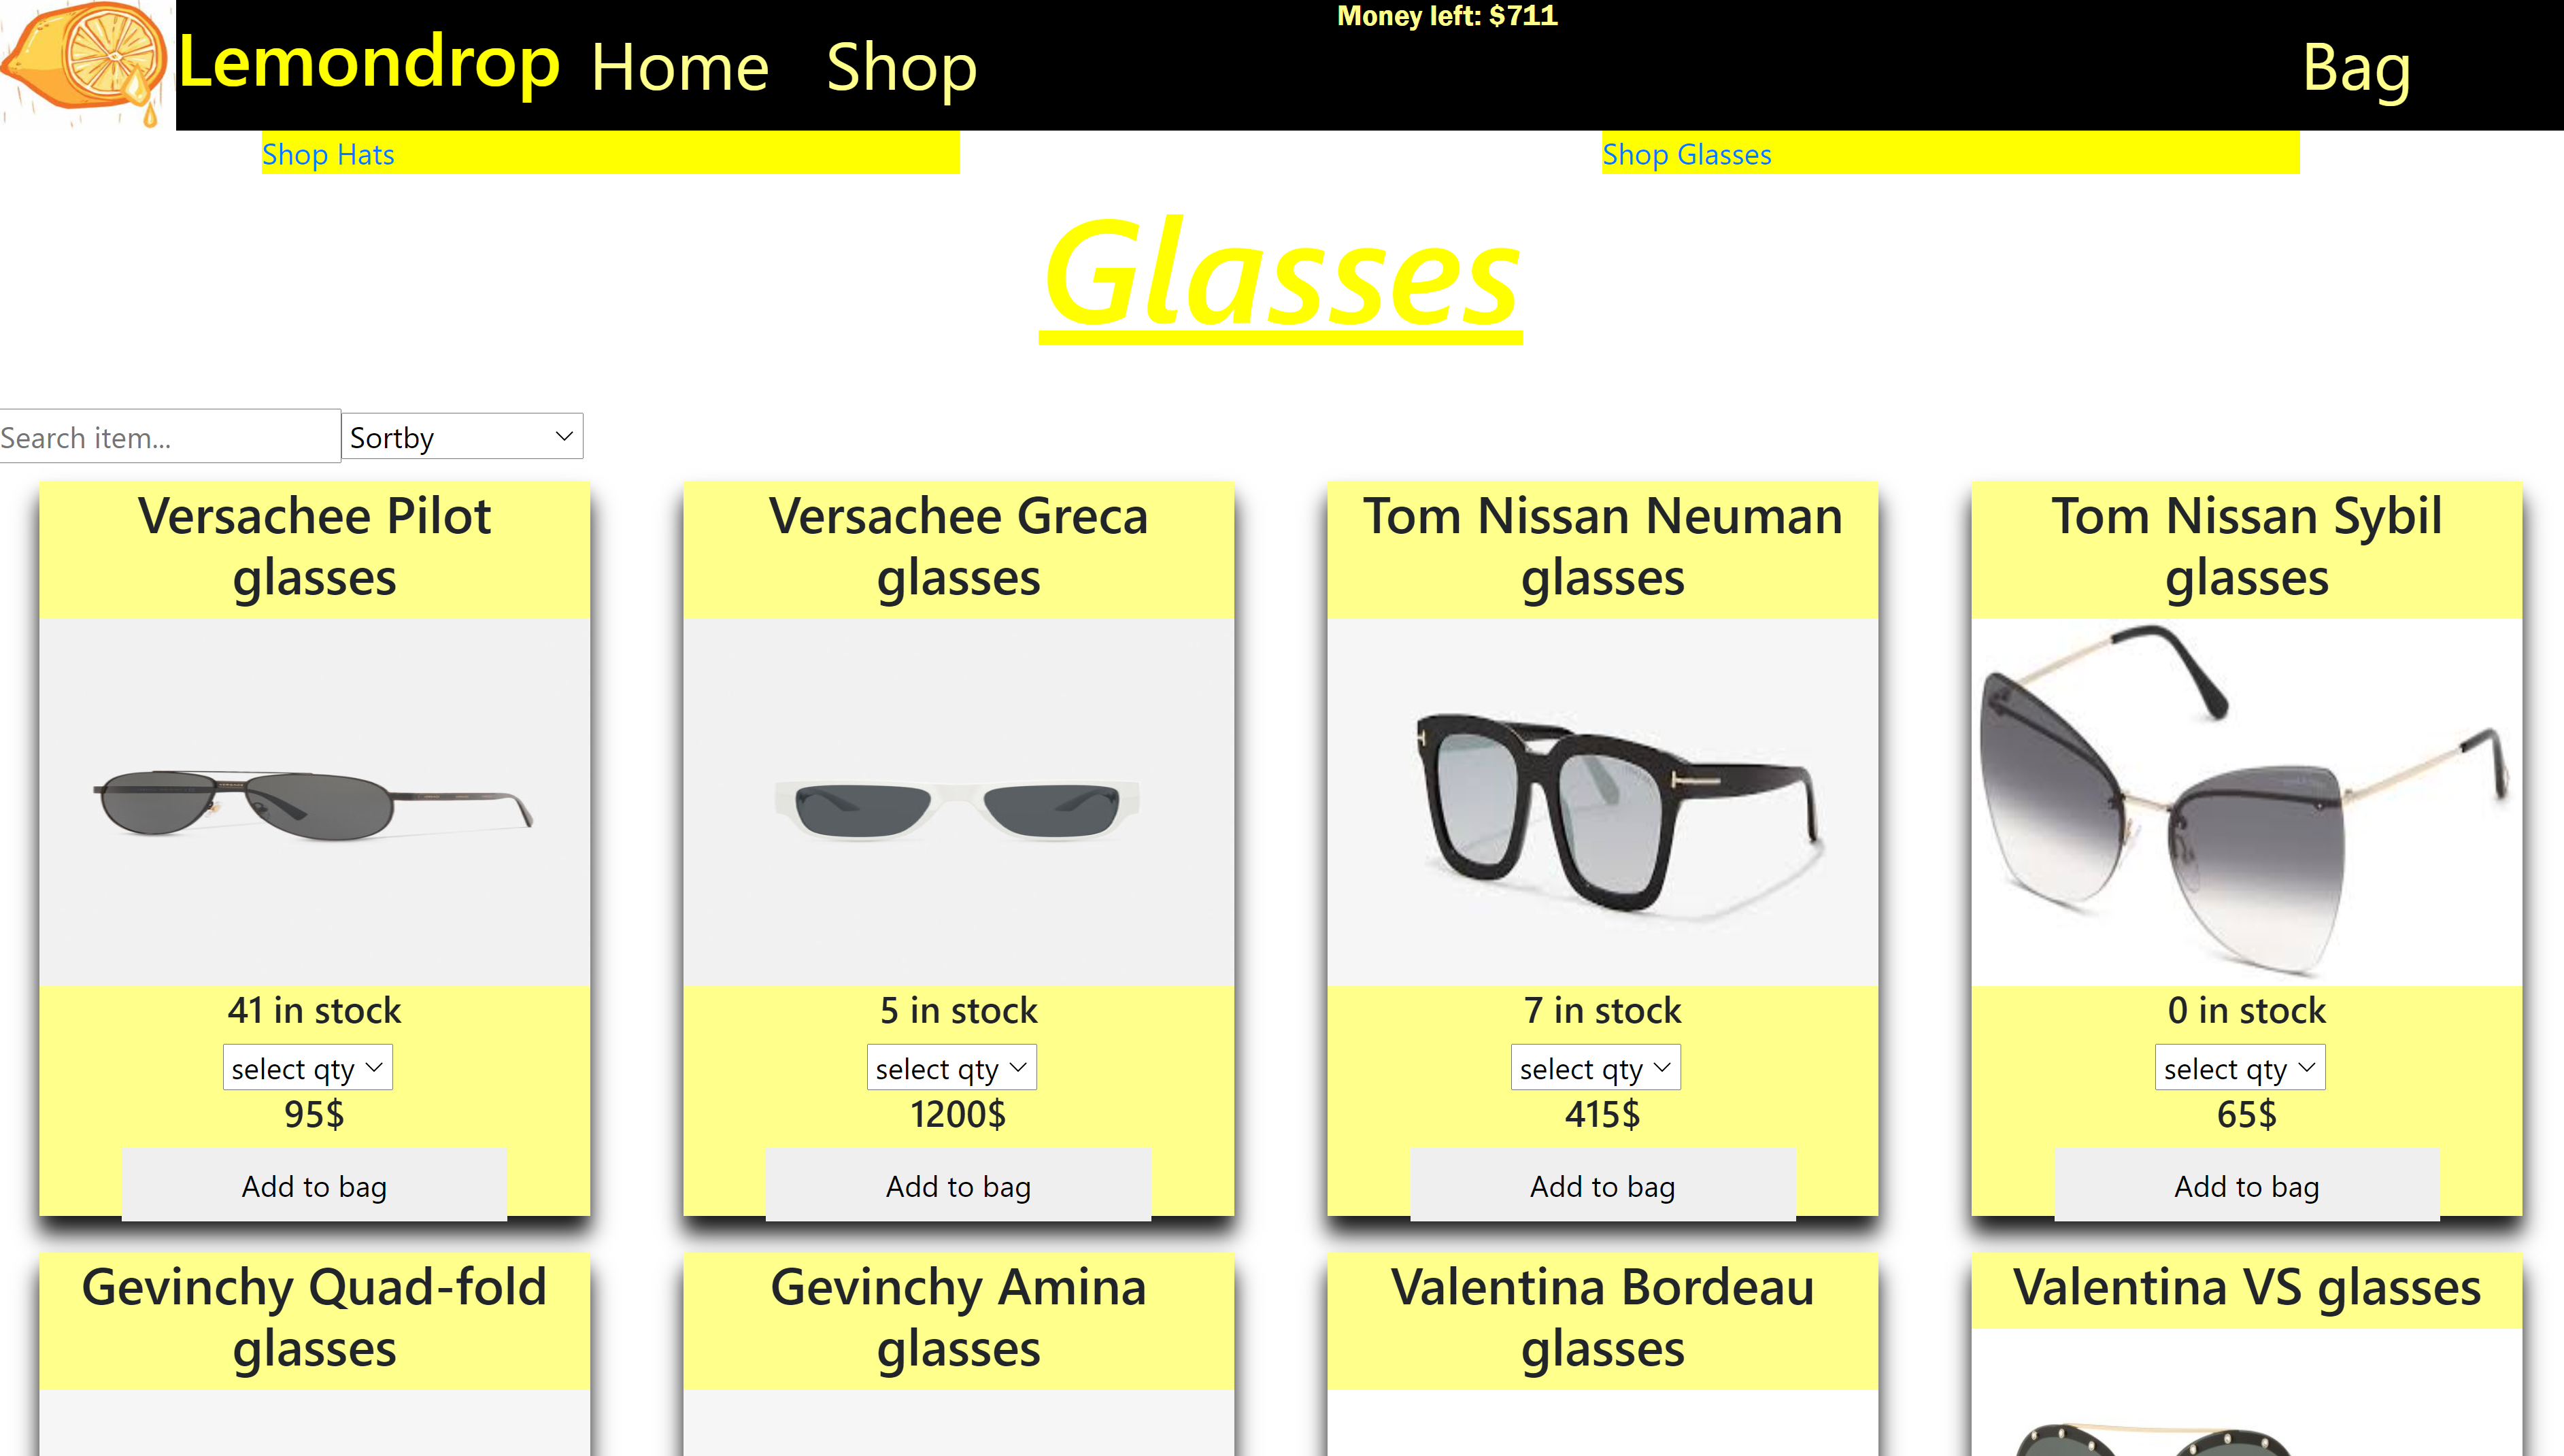 Money left: $711
Lemondrop Home Shop Bag
Shop Hats Shop Glasses
Glasses
Search item... Sortby
Versachee Pilot
glasses
41 in stock
select qty
95$
Add to bag
Versachee Greca
glasses
5 in stock
select qty
1200$
Add to bag
Tom Nissan Neuman
glasses
7 in stock
select qty
415$
Add to bag
Tom Nissan Sybil
glasses
0 in stock
select qty
65$
Add to bag
Gevinchy Quad-fold
glasses
Gevinchy Amina
glasses
Valentina Bordeau
glasses
Valentina VS glasses